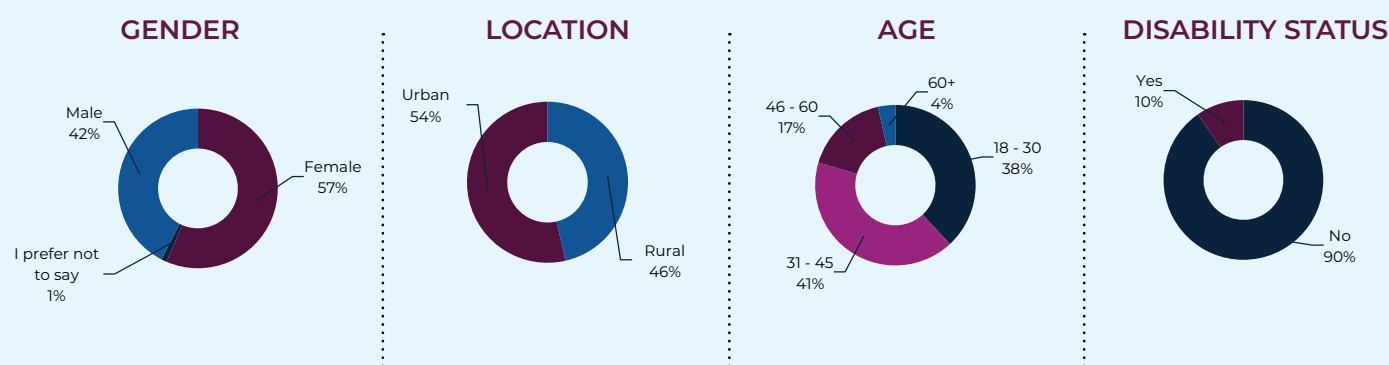 GENDER
Male
42%
Female
57%
I prefer not
to say
1%
LOCATION
Urban
54%
Rural
46%
AGE
60+
4%
46 - 60
17%
18 - 30
38%
31 - 45
41%
DISABILITY STATUS
Yes
10%
No
90%